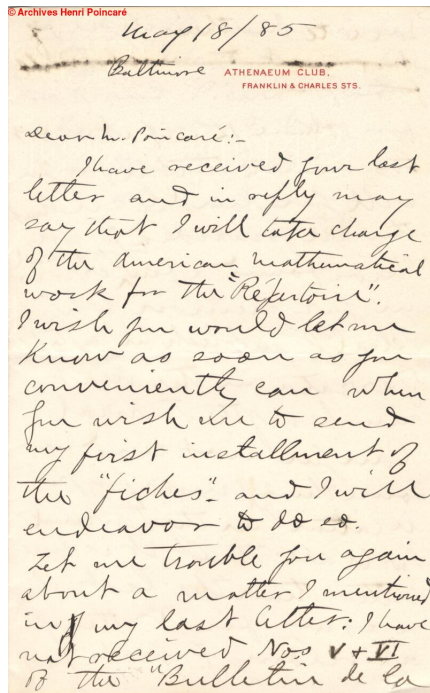 © Archives Henri Poincaré
May 18/85
Baltimore ATHENAEUM CLUB,
FRANKLIN & CHARLES STS.
Dear Mr. Poincaré:-
I have received your last
letter and in reply may
say that I will take charge
of the American mathematical
work for the "Répertoire".
I wish you would let me
know as soon as you
conveniently can when
you wish me to send
my first installment of
the "fiches" - and I will
endeavor to do so.
Let me trouble you again
about a matter I mentioned
in my last letter: I have
not received Nos V + VI
of the "Bulletin de la